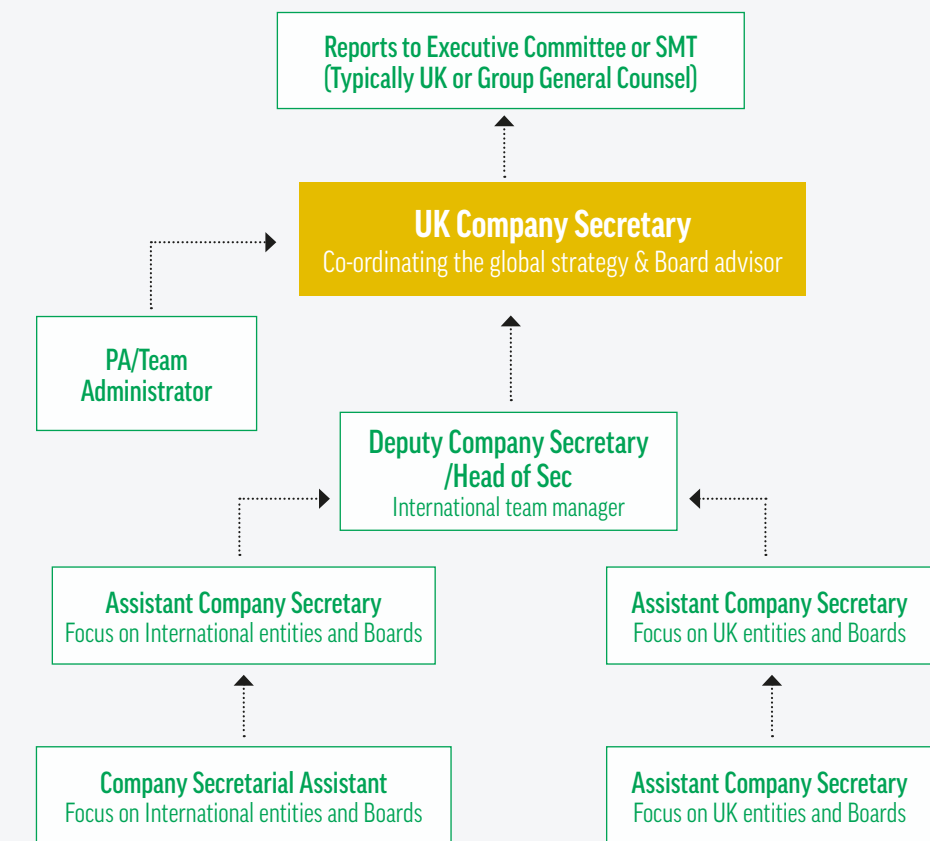 Reports to Executive Committee or SMT
(Typically UK or Group General Counsel)
UK Company Secretary
Co-ordinating the global strategy & Board advisor
PA/Team
Administrator
Deputy Company Secretary
/Head of Sec
International team manager
Assistant Company Secretary
Focus on International entities and Boards
Assistant Company Secretary
Focus on UK entities and Boards
Company Secretarial Assistant
Focus on International entities and Boards
Assistant Company Secretary
Focus on UK entities and Boards